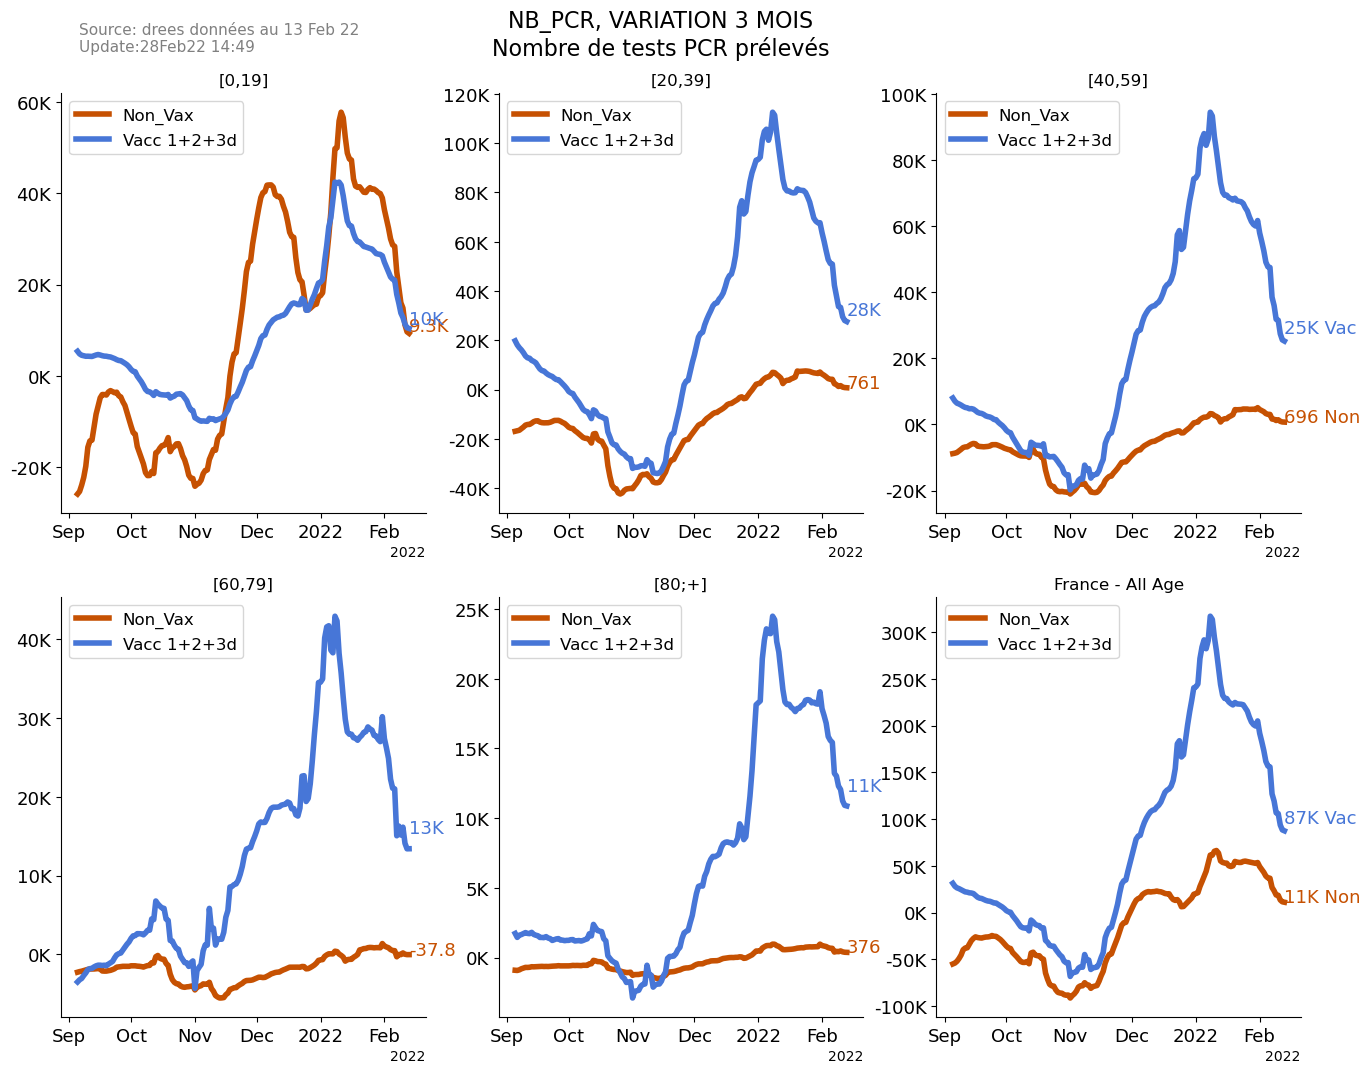 Source: drees données au 13 Feb 22
Update:28Feb22 14:49
NB_PCR, VARIATION 3 MOIS
Nombre de tests PCR prélevés
[0,19]
Non_Vax
Vacc 1+2+3d
60K
40K
20K
0K
-20K
10K
9.3K
Sep Oct Nov Dec 2022 Feb
2022
[20,39]
Non_Vax
Vacc 1+2+3d
120K
100K
80K
60K
40K
20K
0K
-20K
-40K
28K
761
Sep Oct Nov Dec 2022 Feb
2022
[40,59]
Non_Vax
Vacc 1+2+3d
100K
80K
60K
40K
20K
0K
-20K
25K Vac
696 Non
Sep Oct Nov Dec 2022 Feb
2022
[60,79]
Non_Vax
Vacc 1+2+3d
40K
30K
20K
10K
0K
13K
-37.8
Sep Oct Nov Dec 2022 Feb
2022
[80;+]
Non_Vax
Vacc 1+2+3d
25K
20K
15K
10K
5K
0K
11K
376
Sep Oct Nov Dec 2022 Feb
2022
France - All Age
Non_Vax
Vacc 1+2+3d
300K
250K
200K
150K
100K
50K
0K
-50K
-100K
87K Vac
11K Non
Sep Oct Nov Dec 2022 Feb
2022